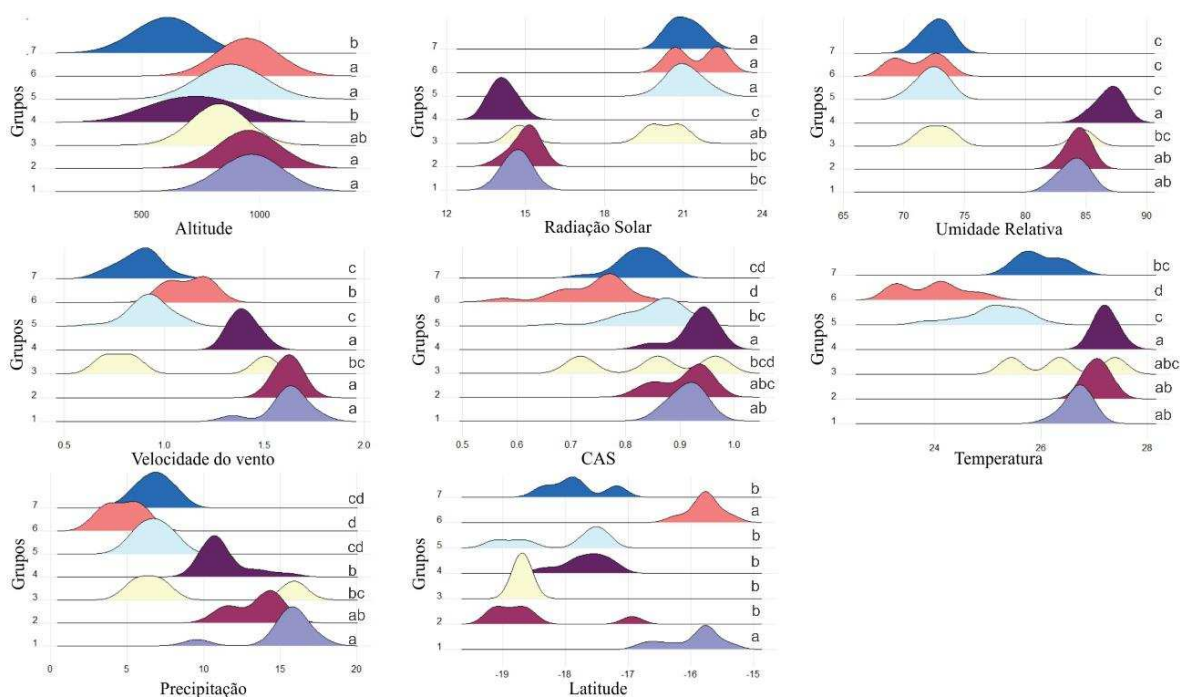 Grupos
7 b
6 a
5 a
4 b
3 ab
2 a
1 a
500 1000
Altitude
Grupos
7 a
6 a
5 a
4 c
3 ab
2 bc
1 bc
12 15 18 21 24
Radiação Solar
Grupos
7 c
6 c
5 c
4 a
3 bc
2 ab
1 ab
65 70 75 80 85 90
Umidade Relativa
Grupos
7 c
6 b
5 c
4 a
3 bc
2 a
1 a
0.5 1.0 1.5 2.0
Velocidade do vento
Grupos
7 cd
6 d
5 bc
4 a
3 bcd
2 abc
1 ab
0.5 0.6 0.7 0.8 0.9 1.0
CAS
Grupos
7 bc
6 d
5 c
4 a
3 abc
2 ab
1 ab
24 26 28
Temperatura
Grupos
7 cd
6 d
5 cd
4 b
3 bc
2 ab
1 a
0 5 10 15 20
Precipitação
Grupos
7 b
6 a
5 b
4 b
3 b
2 b
1 a
-19 -18 -17 -16 -15
Latitude